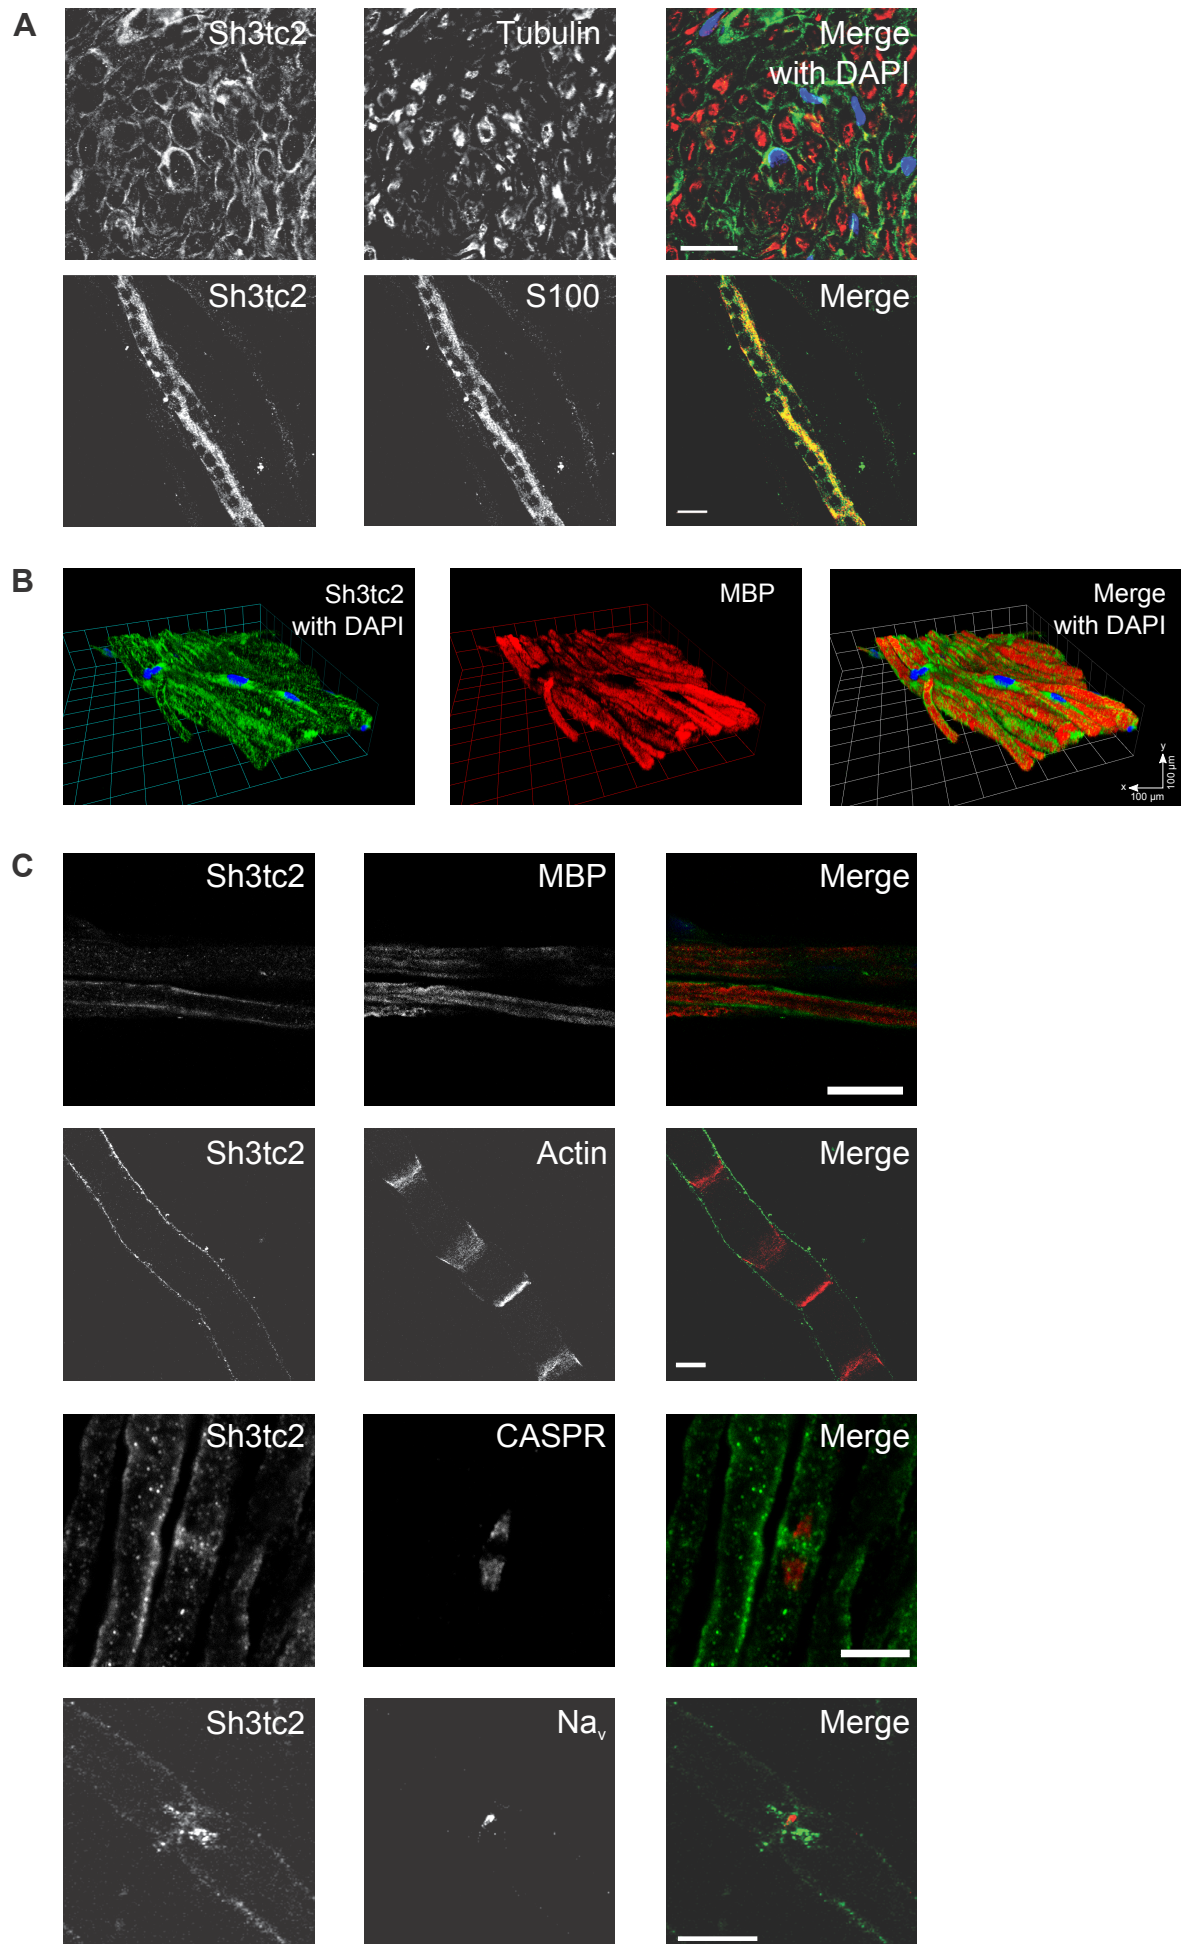 A
Sh3tc2
Tubulin
Merge
with DAPI
Sh3tc2
S100
Merge
B
Sh3tc2
with DAPI
MBP
Merge
with DAPI
y
100 µm
x
100 µm
C
Sh3tc2
MBP
Merge
Sh3tc2
Actin
Merge
Sh3tc2
CASPR
Merge
Sh3tc2
Nav
Merge